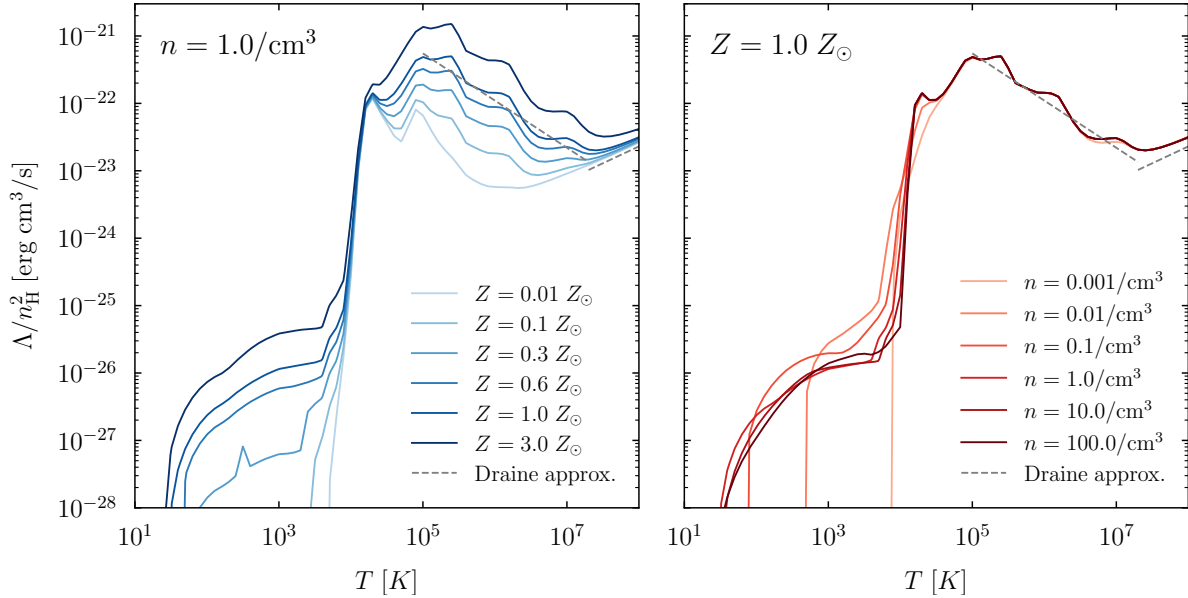 n = 1.0/cm³
Z = 1.0 Z⊙
Λ/n_H² [erg cm³/s]
10⁻²¹
10⁻²²
10⁻²³
10⁻²⁴
10⁻²⁵
10⁻²⁶
10⁻²⁷
10⁻²⁸
Z = 0.01 Z⊙
Z = 0.1 Z⊙
Z = 0.3 Z⊙
Z = 0.6 Z⊙
Z = 1.0 Z⊙
Z = 3.0 Z⊙
Draine approx.
n = 0.001/cm³
n = 0.01/cm³
n = 0.1/cm³
n = 1.0/cm³
n = 10.0/cm³
n = 100.0/cm³
Draine approx.
10¹ 10³ 10⁵ 10⁷
10¹ 10³ 10⁵ 10⁷
T [K]
T [K]